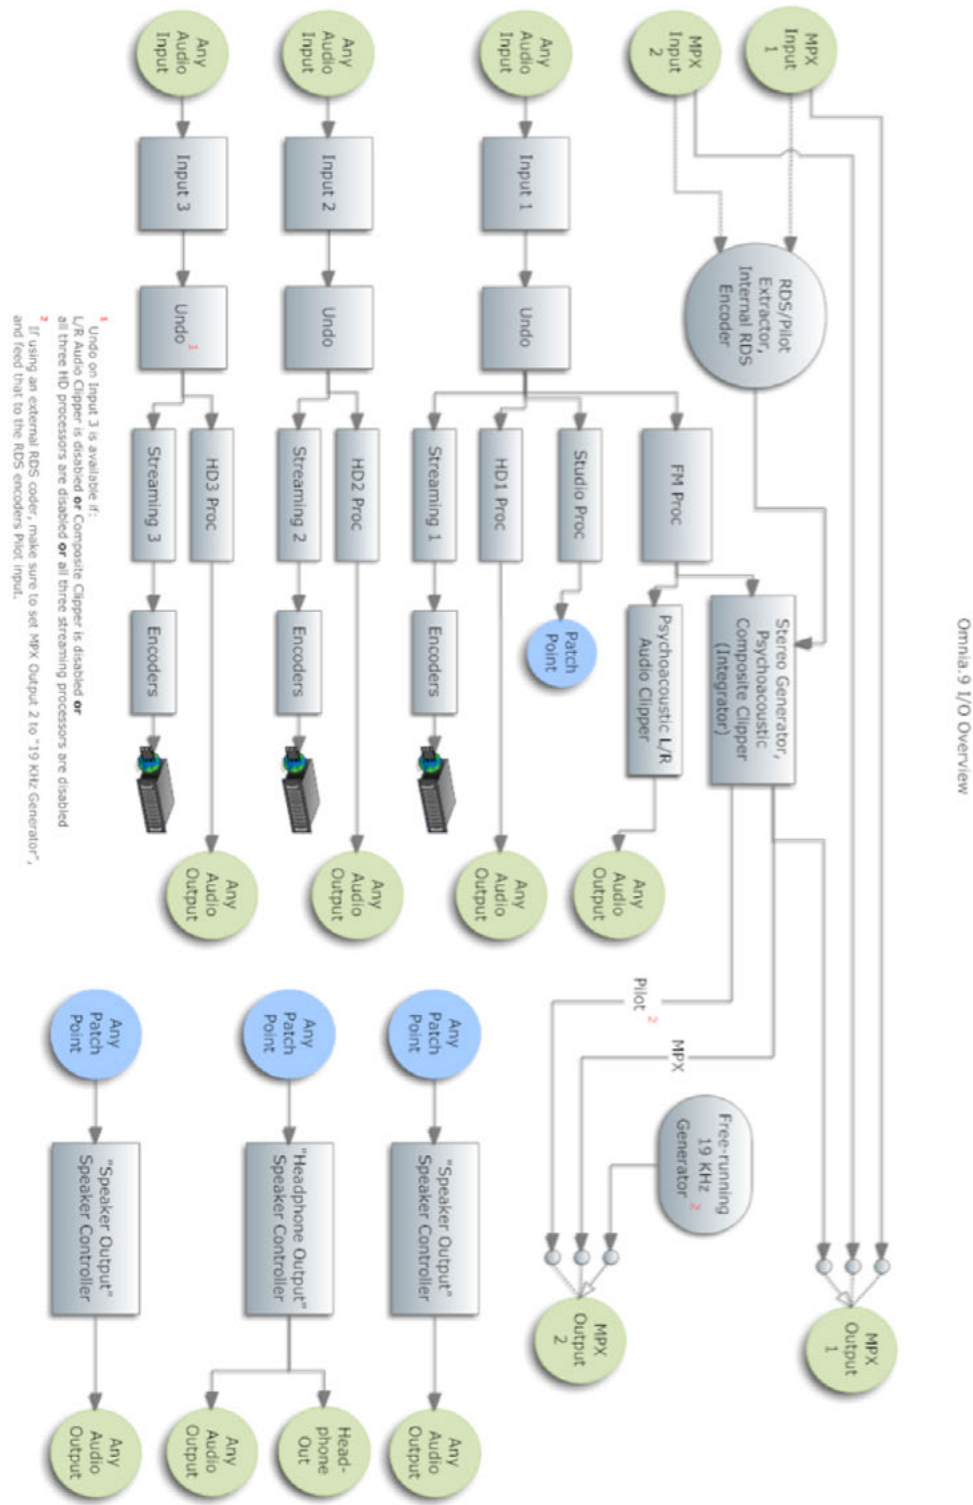 Omnia.9 I/O Overview
MPX
Input
1
MPX
Input
2
RDS/Pilot
Extractor,
Internal RDS
Encoder
Stereo Generator,
Psychoacoustic
Composite Clipper
(Integrator)
MPX
Output
1
Any
Audio
Input
Input 1
Undo
FM Proc
Psychoacoustic L/R
Audio Clipper
Any
Audio
Output
Studio Proc
Patch
Point
HD1 Proc
Any
Audio
Output
Streaming 1
Encoders
Pilot 2
MPX
Free-running
19 KHz
Generator 2
MPX
Output
2
Any
Audio
Input
Input 2
Undo
HD2 Proc
Any
Audio
Output
Streaming 2
Encoders
Any
Audio
Input
Input 3
Undo 1
HD3 Proc
Any
Audio
Output
Streaming 3
Encoders
Any
Patch
Point
"Speaker Output"
Speaker Controller
Any
Audio
Output
Any
Patch
Point
"Headphone Output"
Speaker Controller
Head-
phone
Out
Any
Audio
Output
Any
Patch
Point
"Speaker Output"
Speaker Controller
Any
Audio
Output
1 Undo on Input 3 is available if:
L/R Audio Clipper is disabled or Composite Clipper is disabled or
all three HD processors are disabled or all three streaming processors are disabled
2 If using an external RDS coder, make sure to set MPX Output 2 to "19 KHz Generator",
and feed that to the RDS encoders Pilot input.